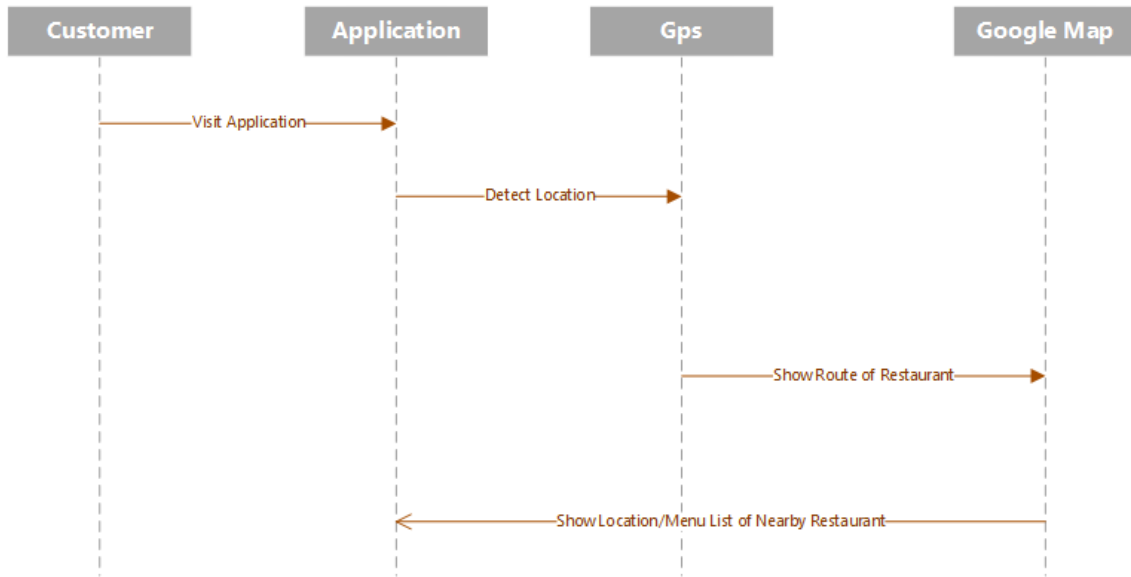 Customer
Application
Gps
Google Map
Visit Application
Detect Location
Show Route of Restaurant
Show Location/Menu List of Nearby Restaurant